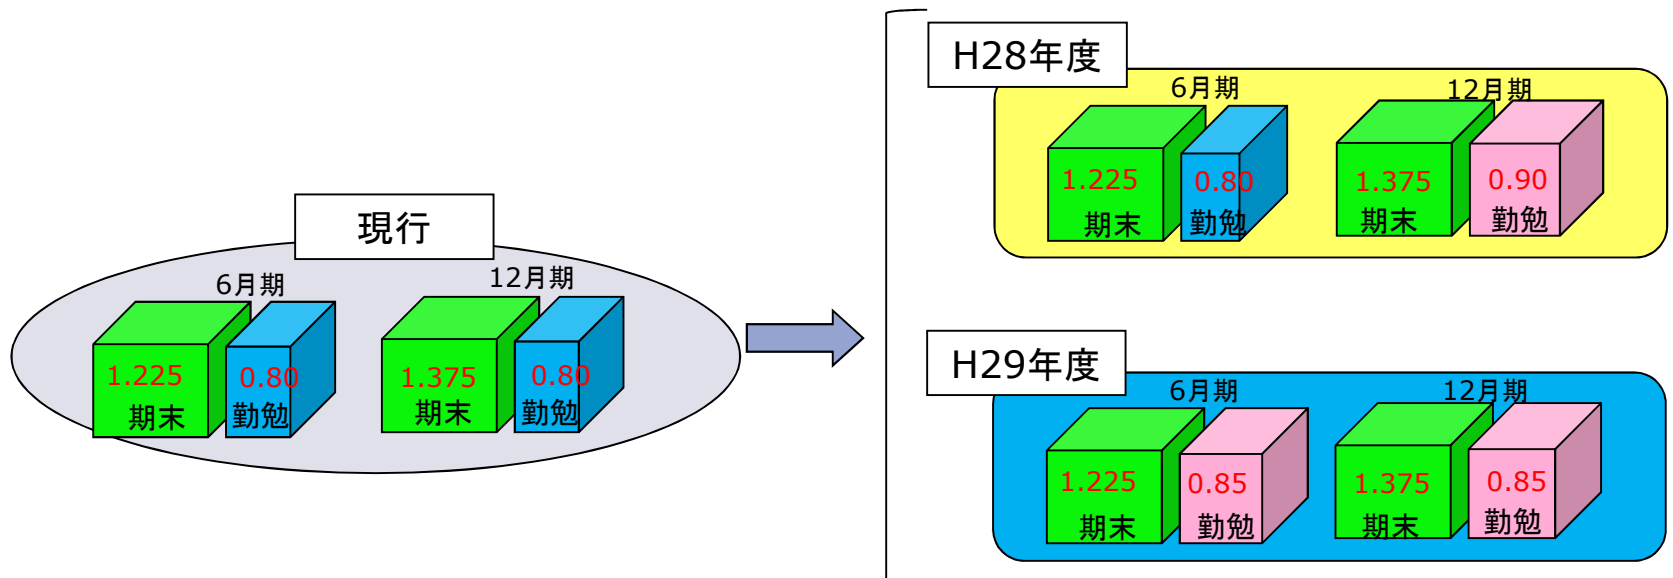 現行
6月期
12月期
1.225
期末
0.80
勤勉
1.375
期末
0.80
勤勉
H28年度
6月期
12月期
1.225
期末
0.80
勤勉
1.375
期末
0.90
勤勉
H29年度
6月期
12月期
1.225
期末
0.85
勤勉
1.375
期末
0.85
勤勉